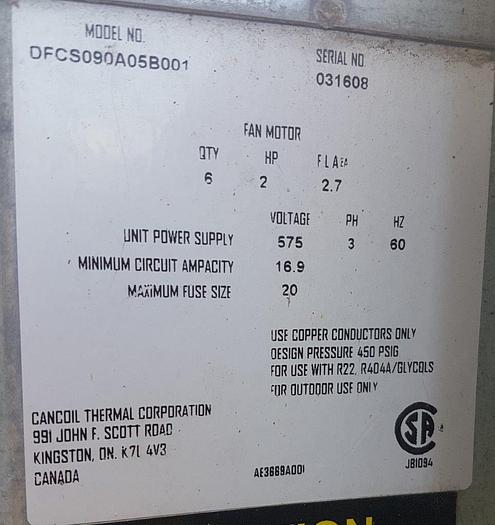 MODEL NO.
DFCS090A05B001
SERIAL NO.
031608
FAN MOTOR
QTY HP FLA EA
6 2 2.7
VOLTAGE PH HZ
UNIT POWER SUPPLY 575 3 60
MINIMUM CIRCUIT AMPACITY 16.9
MAXIMUM FUSE SIZE 20
USE COPPER CONDUCTORS ONLY
DESIGN PRESSURE 450 PSIG
FOR USE WITH R22, R404A/GLYCOLS
FOR OUTDOOR USE ONLY
CANCOIL THERMAL CORPORATION
991 JOHN F. SCOTT ROAD
KINGSTON, ON. K7L 4V3
CANADA
AE3669A001
CSA
JB1094